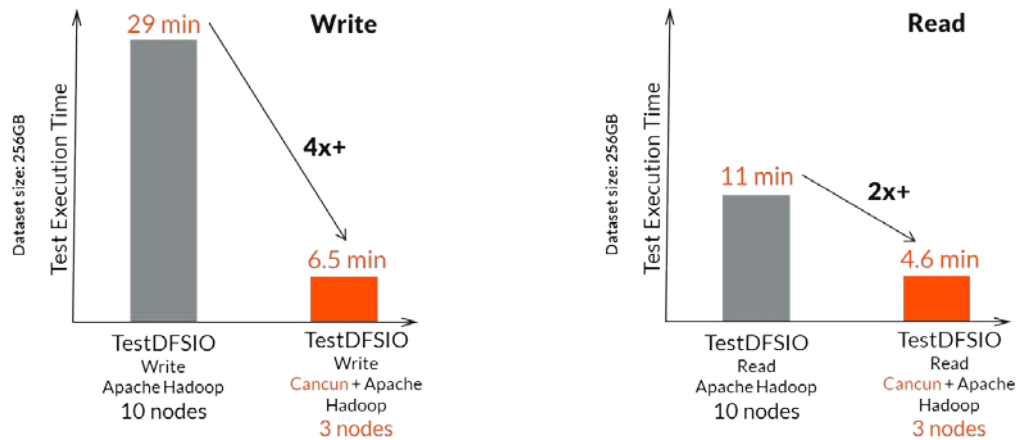 Write
29 min
4x+
6.5 min
Dataset size: 256GB
Test Execution Time
TestDFSIO
Write
Apache Hadoop
10 nodes
TestDFSIO
Write
Cancun + Apache
Hadoop
3 nodes
Read
11 min
2x+
4.6 min
Dataset size: 256GB
Test Execution Time
TestDFSIO
Read
Apache Hadoop
10 nodes
TestDFSIO
Read
Cancun + Apache
Hadoop
3 nodes